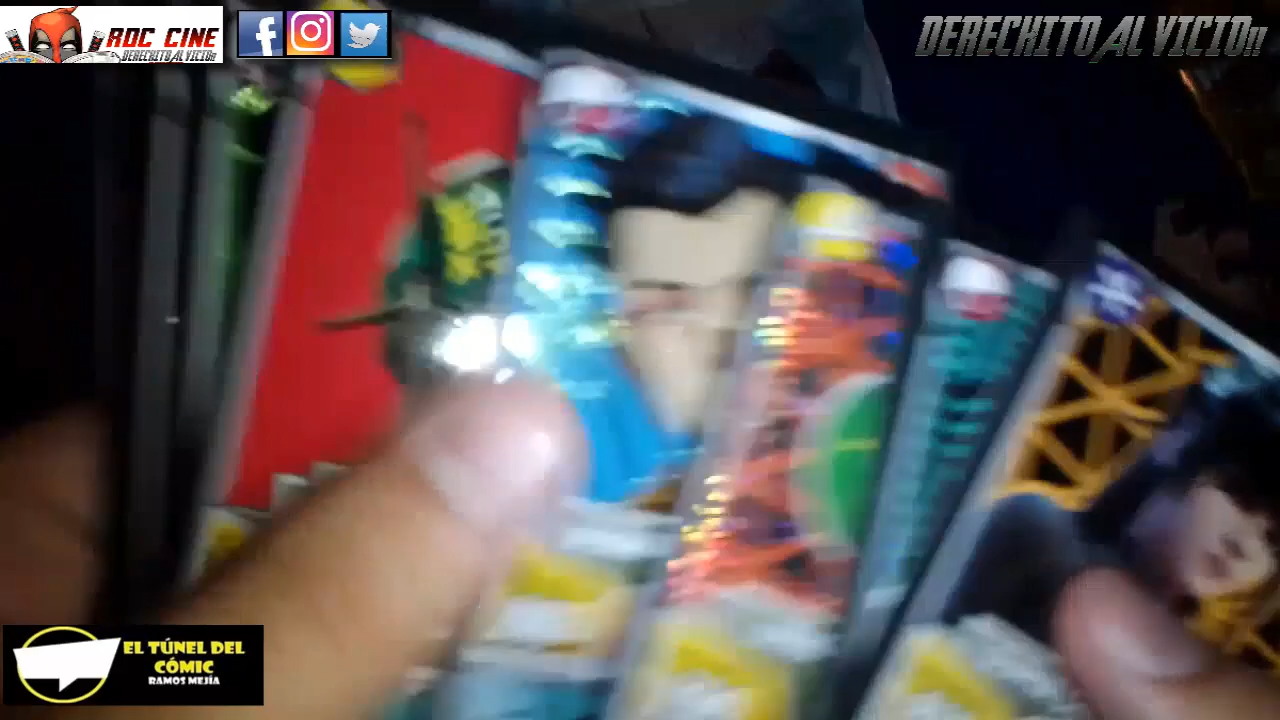 ROC CINE
DERECHITO AL VICIO!!
DERECHITO AL VICIO!!
EL TÚNEL DEL
CÓMIC
RAMOS MEJÍA